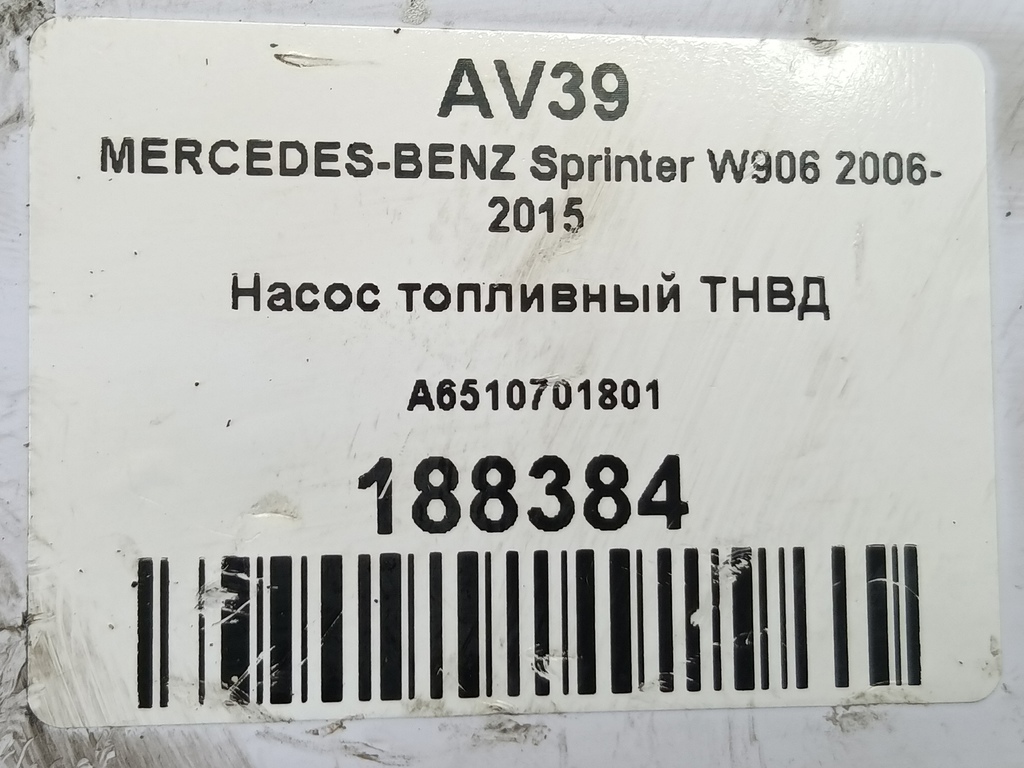 AV39
MERCEDES-BENZ Sprinter W906 2006-
2015
Насос топливный ТНВД
A6510701801
188384